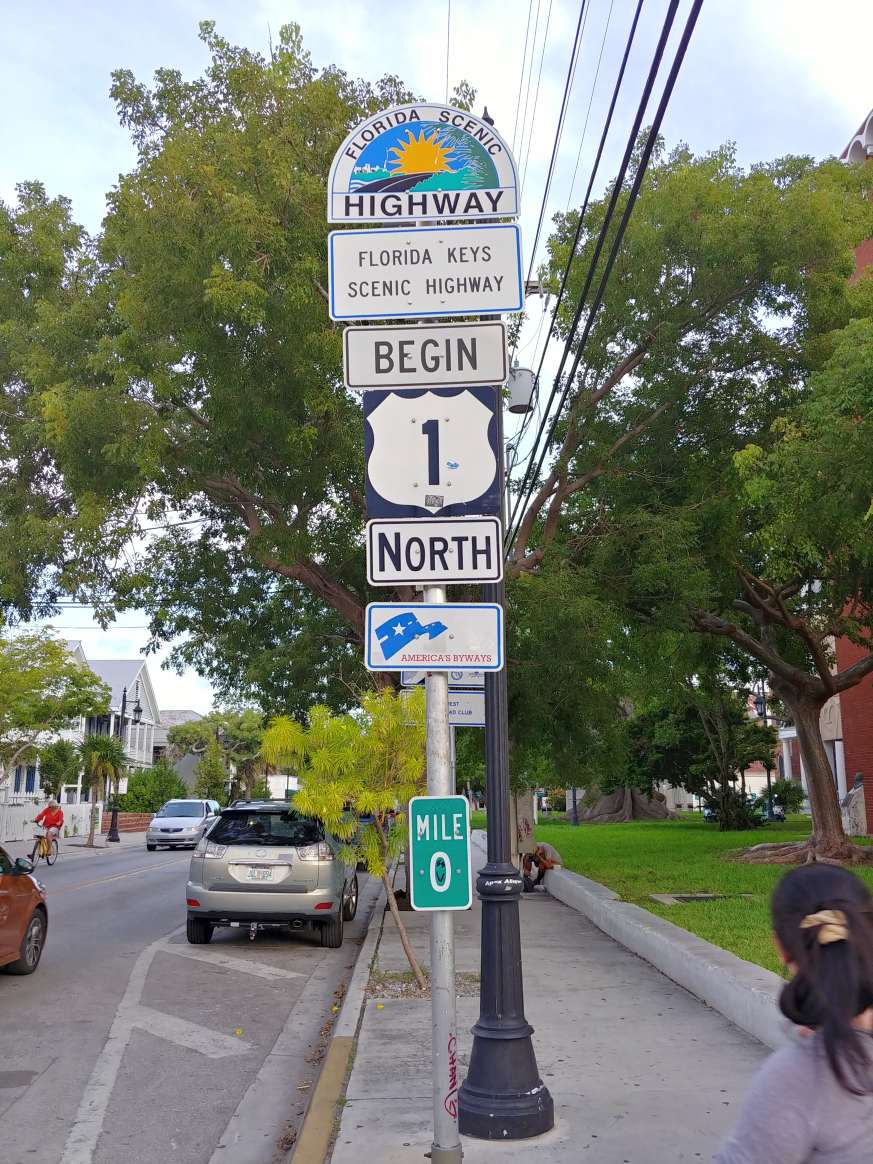 FLORIDA SCENIC
HIGHWAY
FLORIDA KEYS
SCENIC HIGHWAY
BEGIN
1
NORTH
AMERICA'S BYWAYS
MILE
0